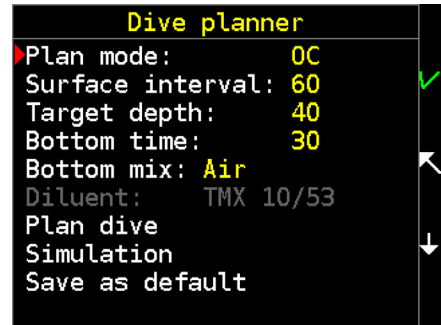 Dive planner
Plan mode: OC
Surface interval: 60
Target depth: 40
Bottom time: 30
Bottom mix: Air
Diluent: TMX 10/53
Plan dive
Simulation
Save as default